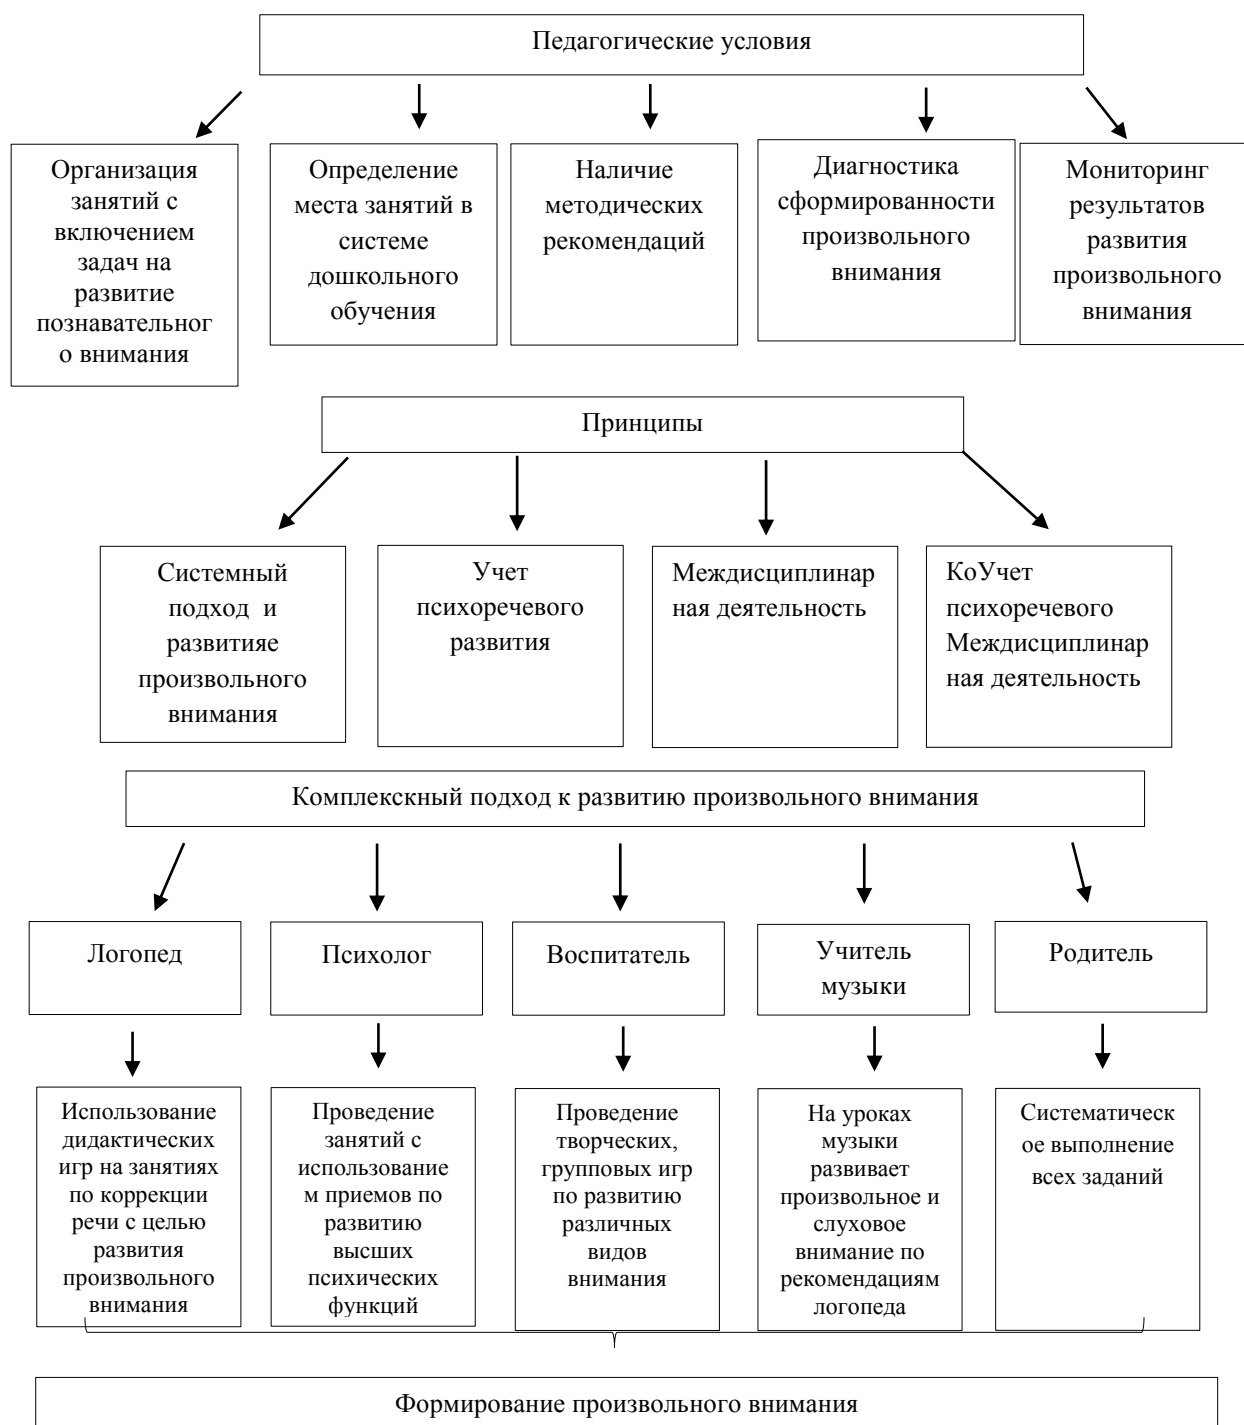 Педагогические условия
Организация
занятий с
включением
задач на
развитие
познавательног
о внимания
Определение
места занятий в
системе
дошкольного
обучения
Наличие
методических
рекомендаций
Диагностика
сформированности
произвольного
внимания
Мониторинг
результатов
развития
произвольного
внимания
Принципы
Системный
подход и
развитияе
произвольного
внимания
Учет
психоречевого
развития
Междисциплинар
ная деятельность
КоУчет
психоречевого
Междисциплинар
ная деятельность
Комплекскный подход к развитию произвольного внимания
Логопед
Психолог
Воспитатель
Учитель
музыки
Родитель
Использование
дидактических
игр на занятиях
по коррекции
речи с целью
развития
произвольного
внимания
Проведение
занятий с
использование
м приемов по
развитию
высших
психических
функций
Проведение
творческих,
групповых игр
по развитию
различных
видов
внимания
На уроках
музыки
развивает
произвольное и
слуховое
внимание по
рекомендациям
логопеда
Систематическ
ое выполнение
всех заданий
Формирование произвольного внимания